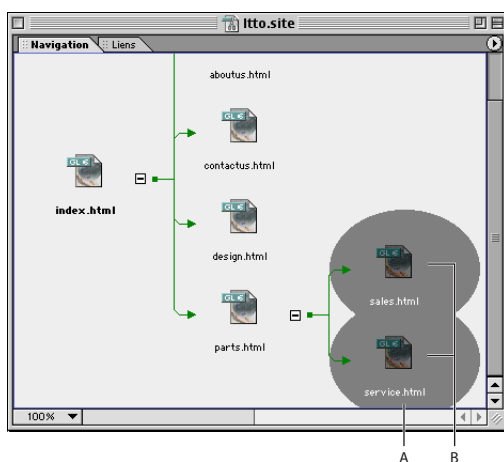 ltto.site
Navigation
Liens
aboutus.html
contactus.html
index.html
design.html
sales.html
parts.html
service.html
100%
A
B